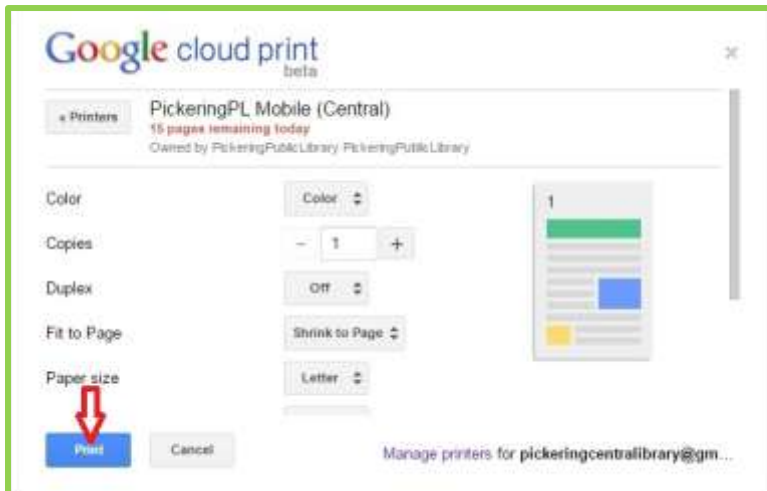 Google cloud print
beta
« Printers
PickeringPL Mobile (Central)
15 pages remaining today
Owned by PickeringPublicLibrary PickeringPublicLibrary
Color Color
1
Copies - 1 +
Duplex Off
Fit to Page Shrink to Page
Paper size Letter
Print Cancel Manage printers for pickeringcentralibrary@gm...